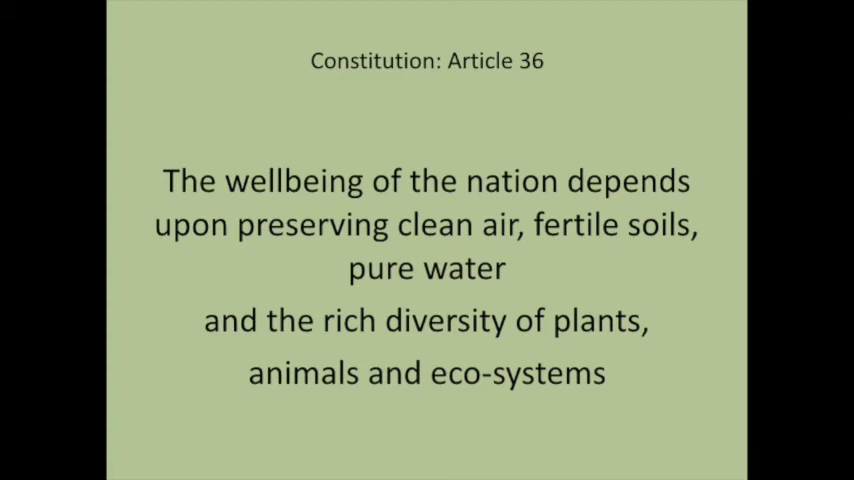 Constitution: Article 36
The wellbeing of the nation depends
upon preserving clean air, fertile soils,
pure water
and the rich diversity of plants,
animals and eco-systems